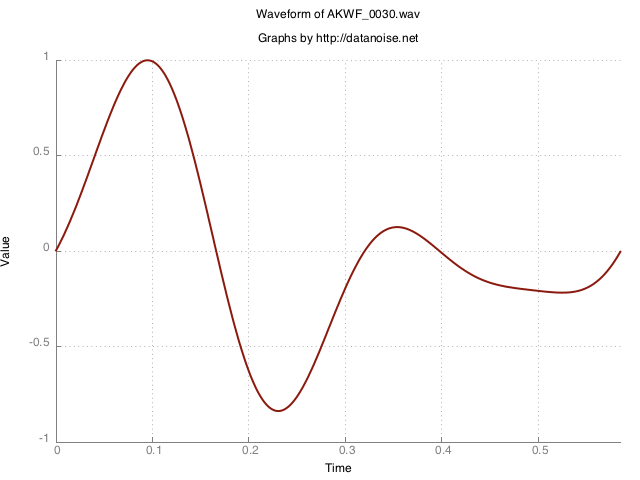 Waveform of AKWF_0030.wav
Graphs by http://datanoise.net
1
0.5
0
-0.5
-1
Value
0 0.1 0.2 0.3 0.4 0.5
Time